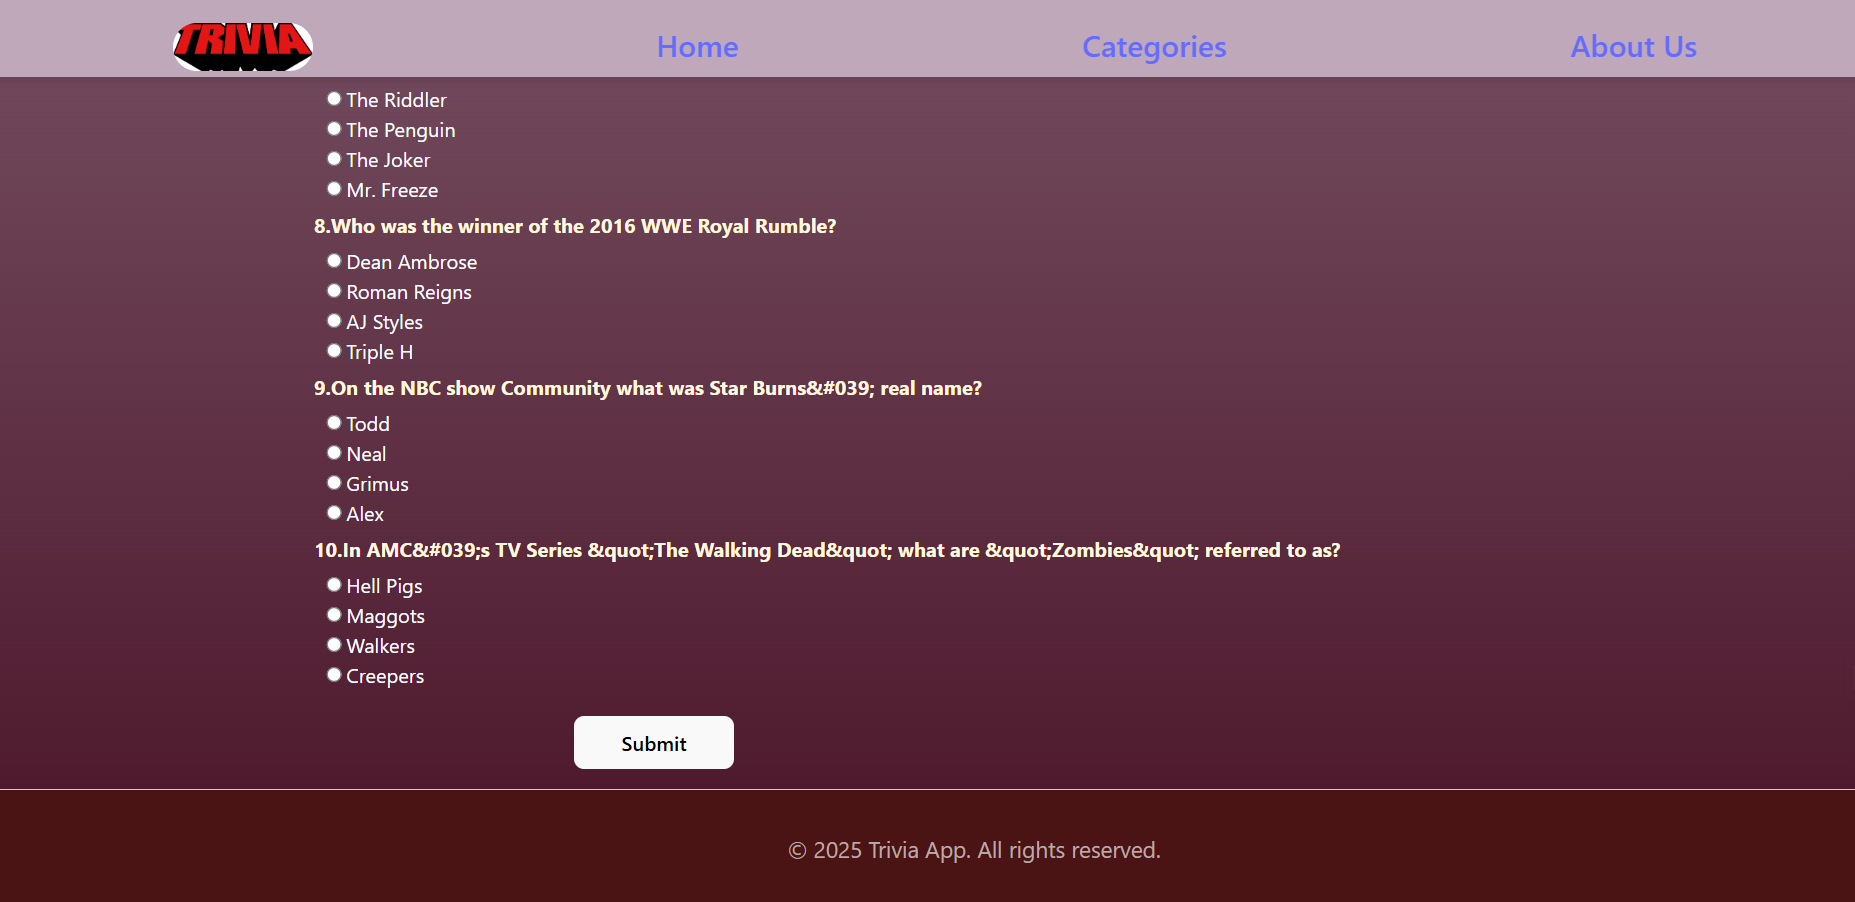 TRIVIA
Home
Categories
About Us
The Riddler
The Penguin
The Joker
Mr. Freeze
8.Who was the winner of the 2016 WWE Royal Rumble?
Dean Ambrose
Roman Reigns
AJ Styles
Triple H
9.On the NBC show Community what was Star Burns&#039; real name?
Todd
Neal
Grimus
Alex
10.In AMC&#039;s TV Series &quot;The Walking Dead&quot; what are &quot;Zombies&quot; referred to as?
Hell Pigs
Maggots
Walkers
Creepers
Submit
© 2025 Trivia App. All rights reserved.